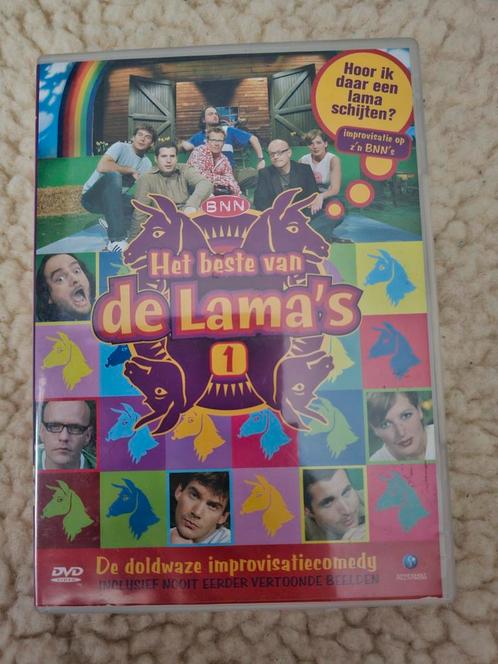 Hoor ik
daar een
lama
schijten?
improvisatie op
z'n BNN's
BNN
Het beste van
de Lama's
1
De doldwaze improvisatiecomedy
INCLUSIEF NOOIT EERDER VERTOONDE BEELDEN
DVD
VIDEO